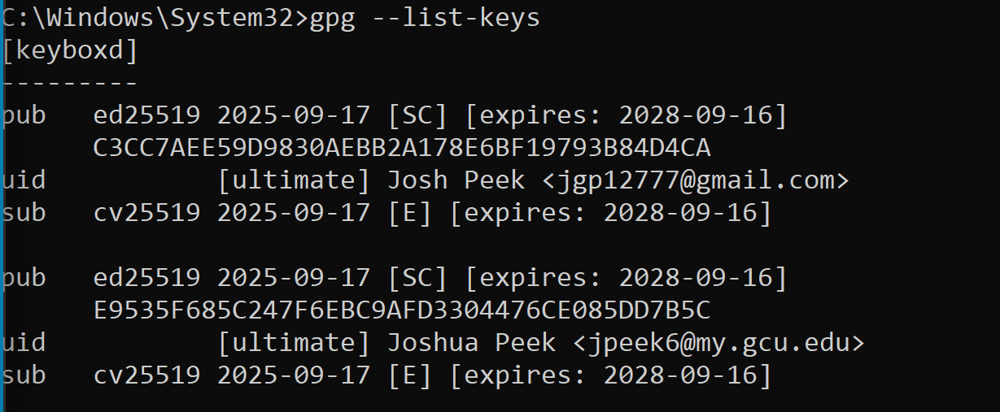 C:\Windows\System32>gpg --list-keys
[keyboxd]
---------
pub   ed25519 2025-09-17 [SC] [expires: 2028-09-16]
      C3CC7AEE59D9830AEBB2A178E6BF19793B84D4CA
uid           [ultimate] Josh Peek <jgp12777@gmail.com>
sub   cv25519 2025-09-17 [E] [expires: 2028-09-16]

pub   ed25519 2025-09-17 [SC] [expires: 2028-09-16]
      E9535F685C247F6EBC9AFD3304476CE085DD7B5C
uid           [ultimate] Joshua Peek <jpeek6@my.gcu.edu>
sub   cv25519 2025-09-17 [E] [expires: 2028-09-16]